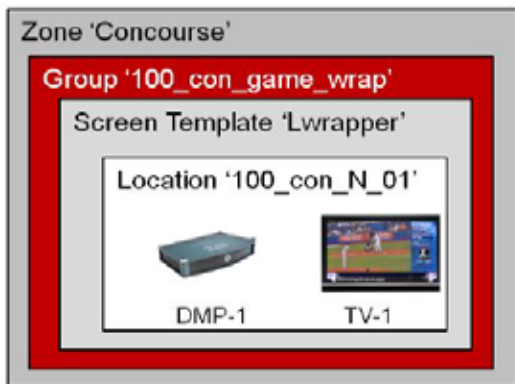 Zone 'Concourse'
Group '100_con_game_wrap'
Screen Template 'Lwrapper'
Location '100_con_N_01'
DMP-1
TV-1